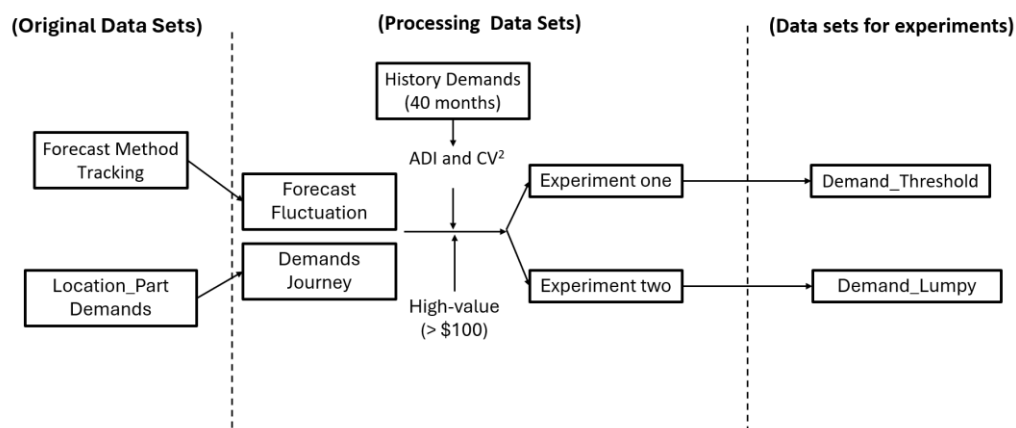 (Original Data Sets)
(Processing Data Sets)
(Data sets for experiments)
History Demands
(40 months)
ADI and CV²
Forecast Method
Tracking
Forecast
Fluctuation
Experiment one
Demand_Threshold
Location_Part
Demands
Demands
Journey
Experiment two
Demand_Lumpy
High-value
(> $100)